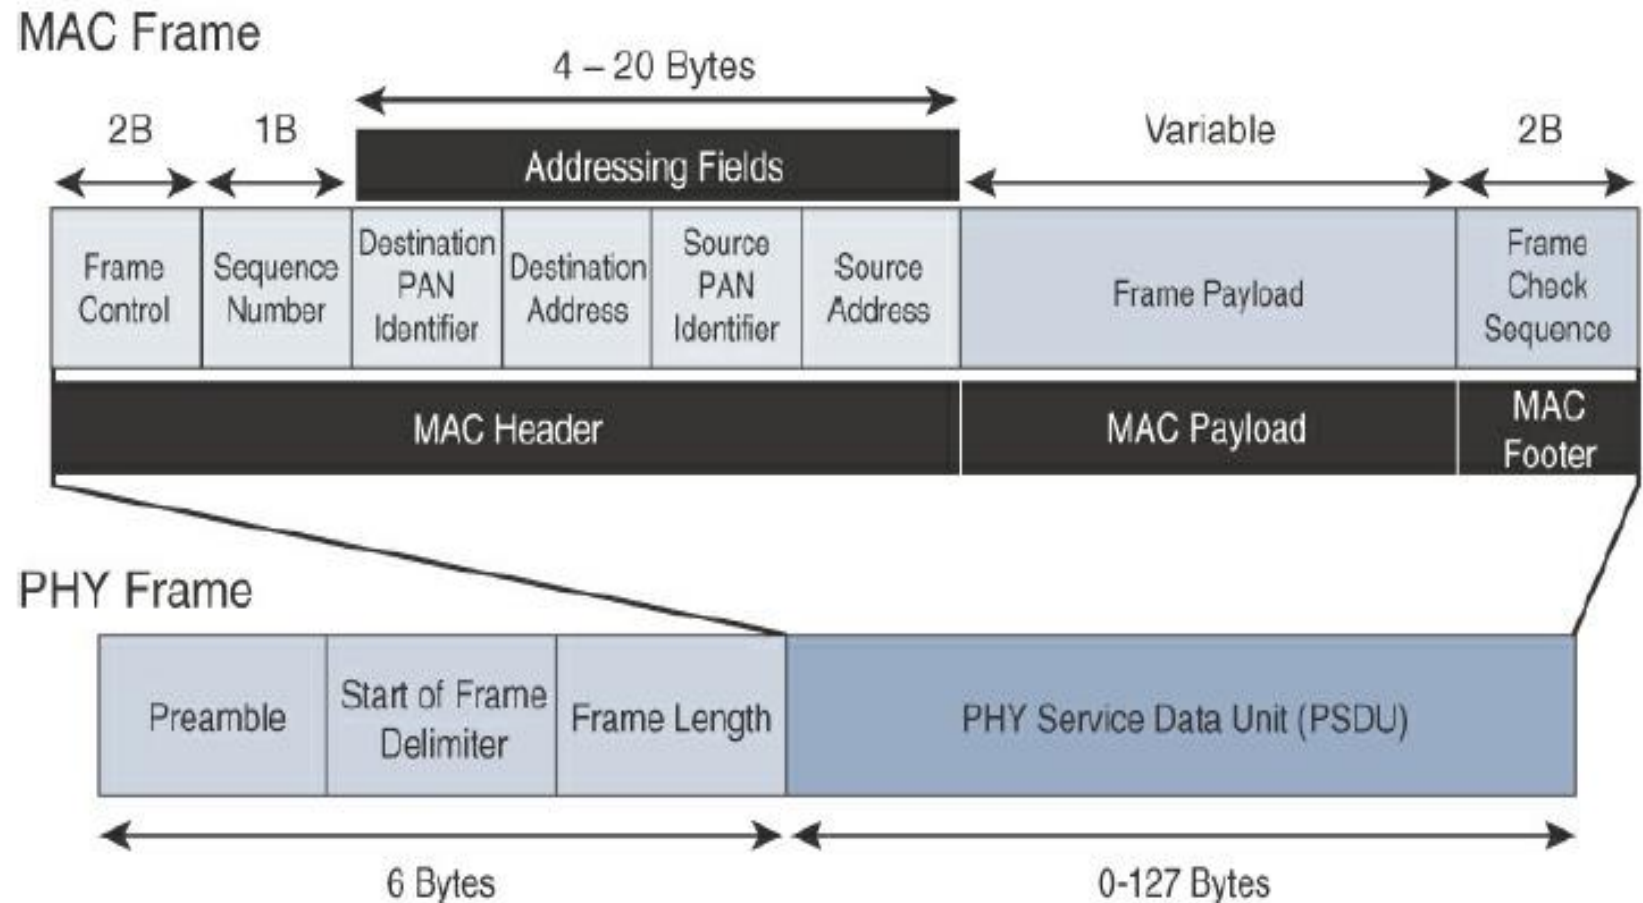 MAC Frame
4 – 20 Bytes
2B
1B
Addressing Fields
Variable
2B
Frame
Control
Sequence
Number
Destination
PAN
Identifier
Destination
Address
Source
PAN
Identifier
Source
Address
Frame Payload
Frame
Check
Sequence
MAC Header
MAC Payload
MAC
Footer
PHY Frame
Preamble
Start of Frame
Delimiter
Frame Length
PHY Service Data Unit (PSDU)
6 Bytes
0-127 Bytes